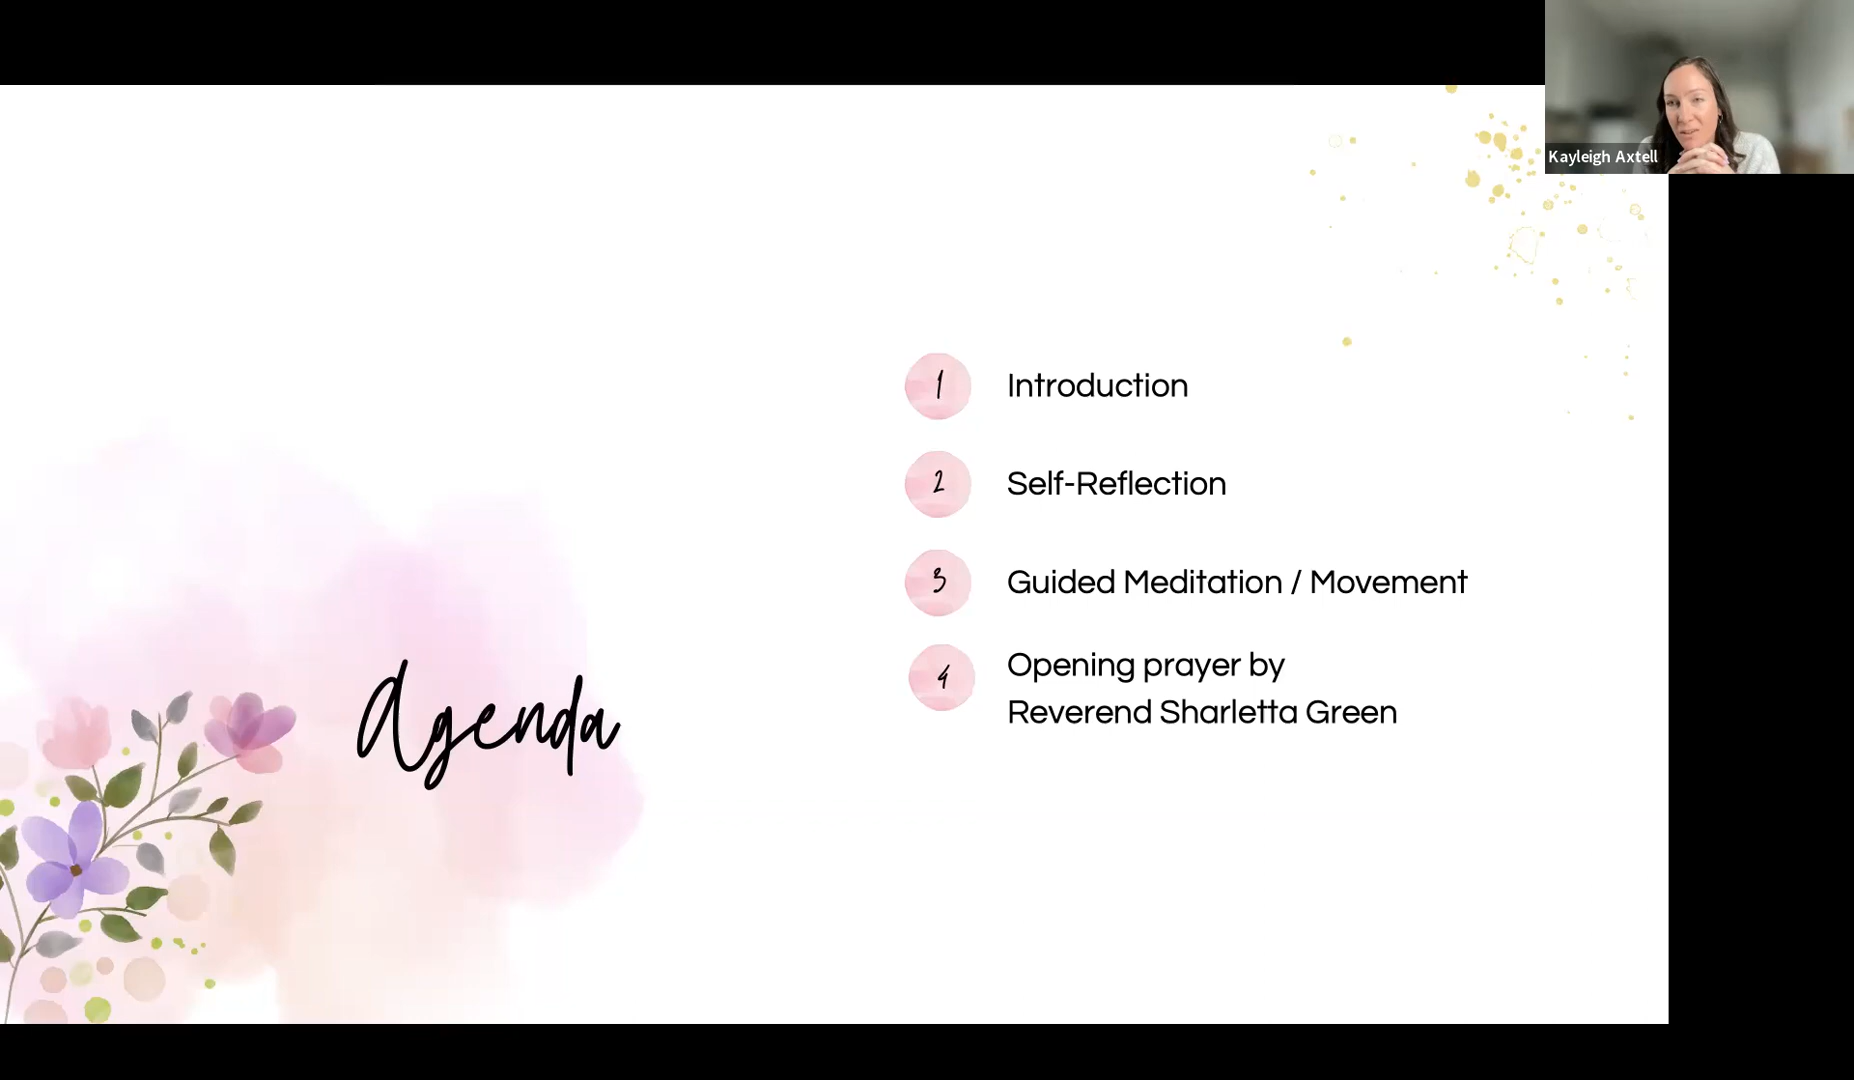 Kayleigh Axtell
Agenda
1 Introduction
2 Self-Reflection
3 Guided Meditation / Movement
4 Opening prayer by
Reverend Sharletta Green